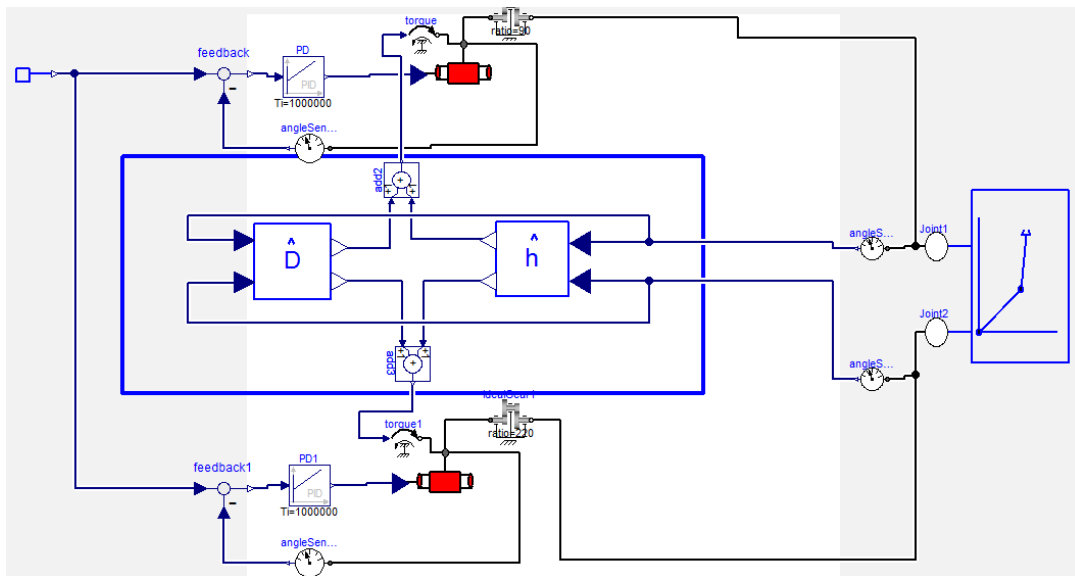 torque
ratio=90
feedback
PD
PID
Ti=1000000
-
angleSen...
add2
+
+
+
^
D
^
h
angleS...
Joint1
Joint2
angleS...
+
+
+
add3
idealGear1
ratio=220
torque1
feedback1
PD1
PID
Ti=1000000
-
angleSen...